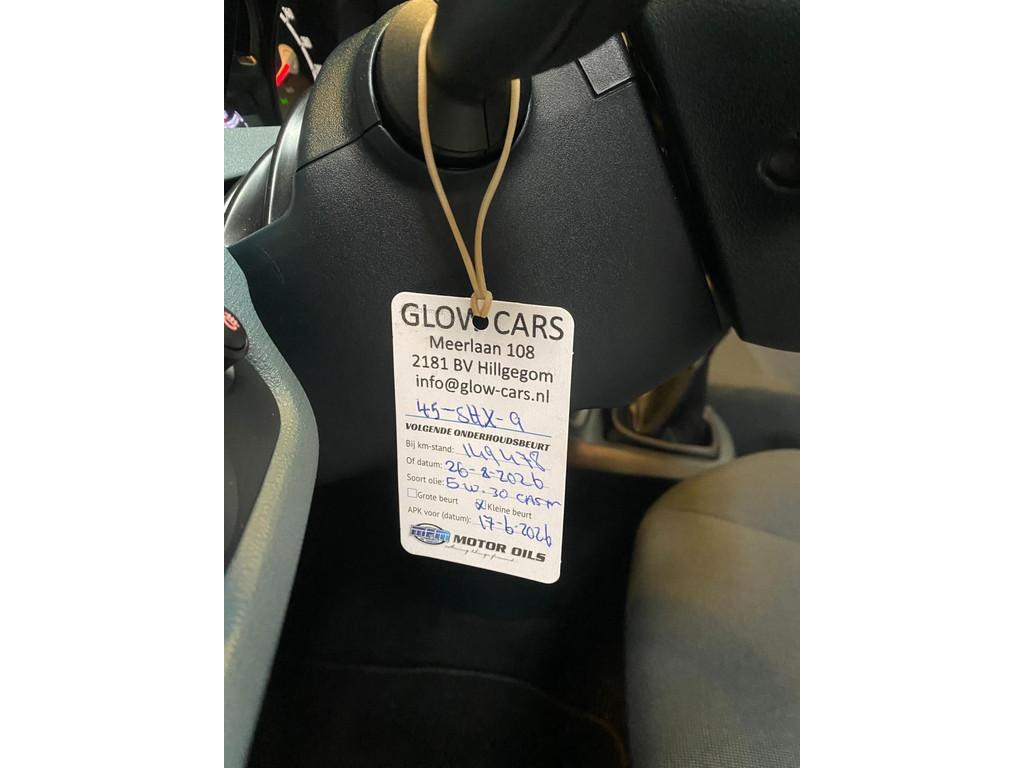 GLOW CARS
Meerlaan 108
2181 BV Hillgegom
info@glow-cars.nl
45-SHX-9
VOLGENDE ONDERHOUDSBEURT
Bij km-stand: 149478
Of datum: 26-8-2026
Soort olie: 5W-30 CASTR
Grote beurt Kleine beurt
APK voor (datum): 17-6-2026
MOTOR OILS